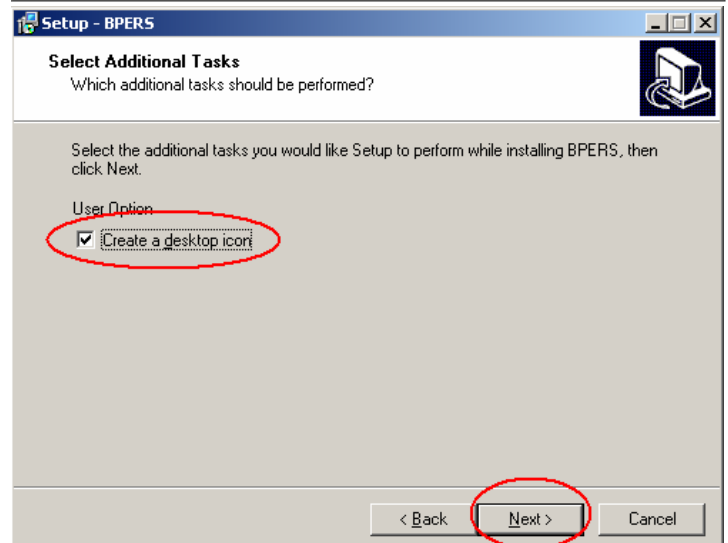 Setup - BPERS
Select Additional Tasks
Which additional tasks should be performed?
Select the additional tasks you would like Setup to perform while installing BPERS, then
click Next.
User Option
Create a desktop icon
< Back
Next >
Cancel